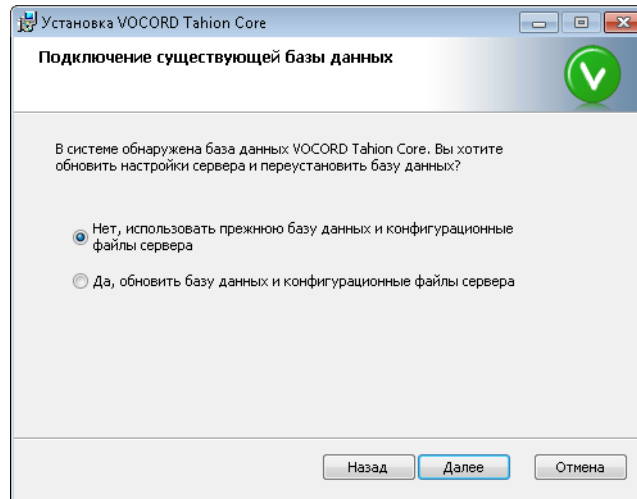 Установка VOCORD Tahion Core
Подключение существующей базы данных
V
В системе обнаружена база данных VOCORD Tahion Core. Вы хотите
обновить настройки сервера и переустановить базу данных?
Нет, использовать прежнюю базу данных и конфигурационные
файлы сервера
Да, обновить базу данных и конфигурационные файлы сервера
Назад Далее Отмена